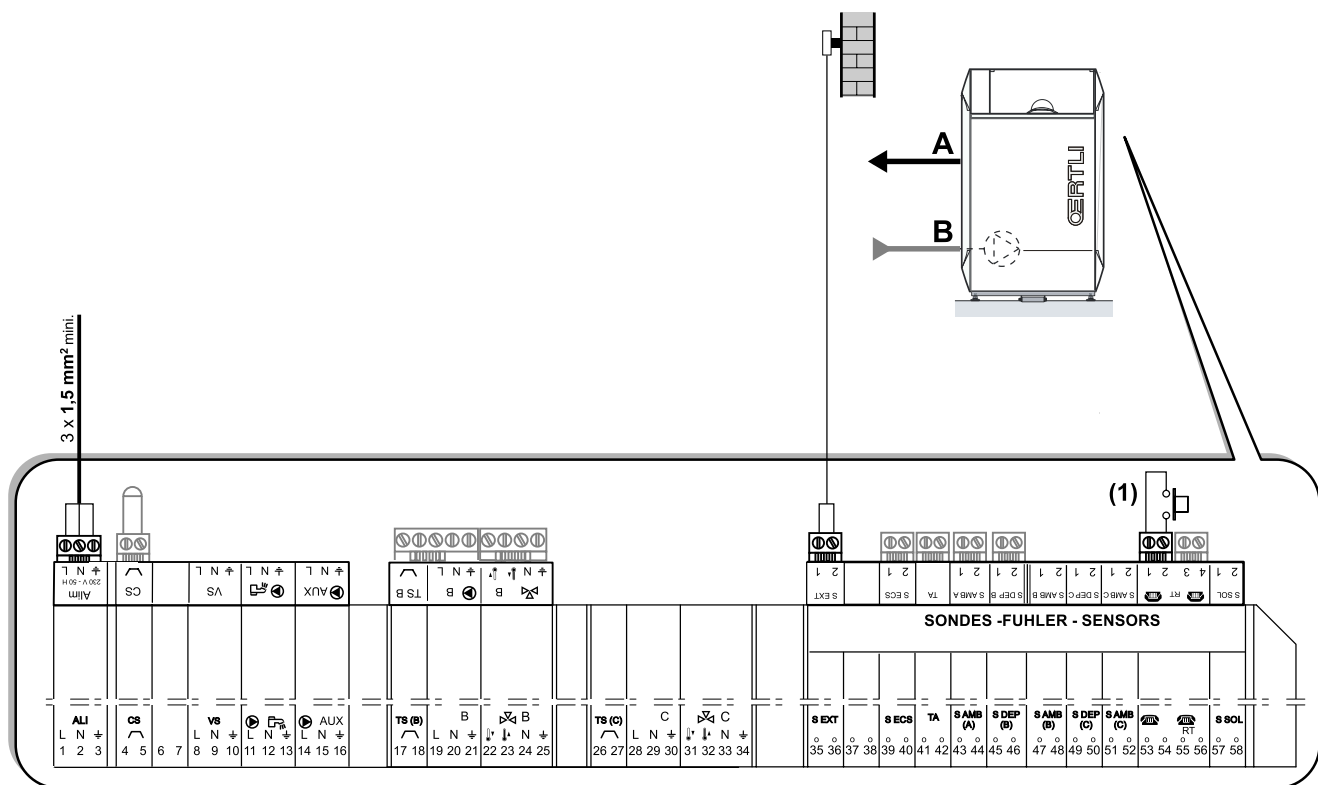 A
ŒRTLI
B
3 x 1,5 mm² mini.
(1)
Alim
230 V - 50 H
L N
CS
VS
L N
L N
AUX
L N
TS B
B
L N
B
N
S EXT
1 2
S ECS
1 2
TA
S AMB A
1 2
S DEP B
1 2
S AMB B
1 2
S DEP C
1 2
S AMB C
1 2
1 2
RT
3 4
S SOL
1 2
SONDES -FUHLER - SENSORS
ALI
CS
VS
AUX
TS (B)
B
B
TS (C)
C
C
S EXT
S ECS
TA
S AMB (A)
S DEP (B)
S AMB (B)
S DEP (C)
S AMB (C)
RT
S SOL
L N
L N
L N
L N
L N
N
L N
N
1 2 3 4 5 6 7 8 9 10 11 12 13 14 15 16 17 18 19 20 21 22 23 24 25 26 27 28 29 30 31 32 33 34 35 36 37 38 39 40 41 42 43 44 45 46 47 48 49 50 51 52 53 54 55 56 57 58